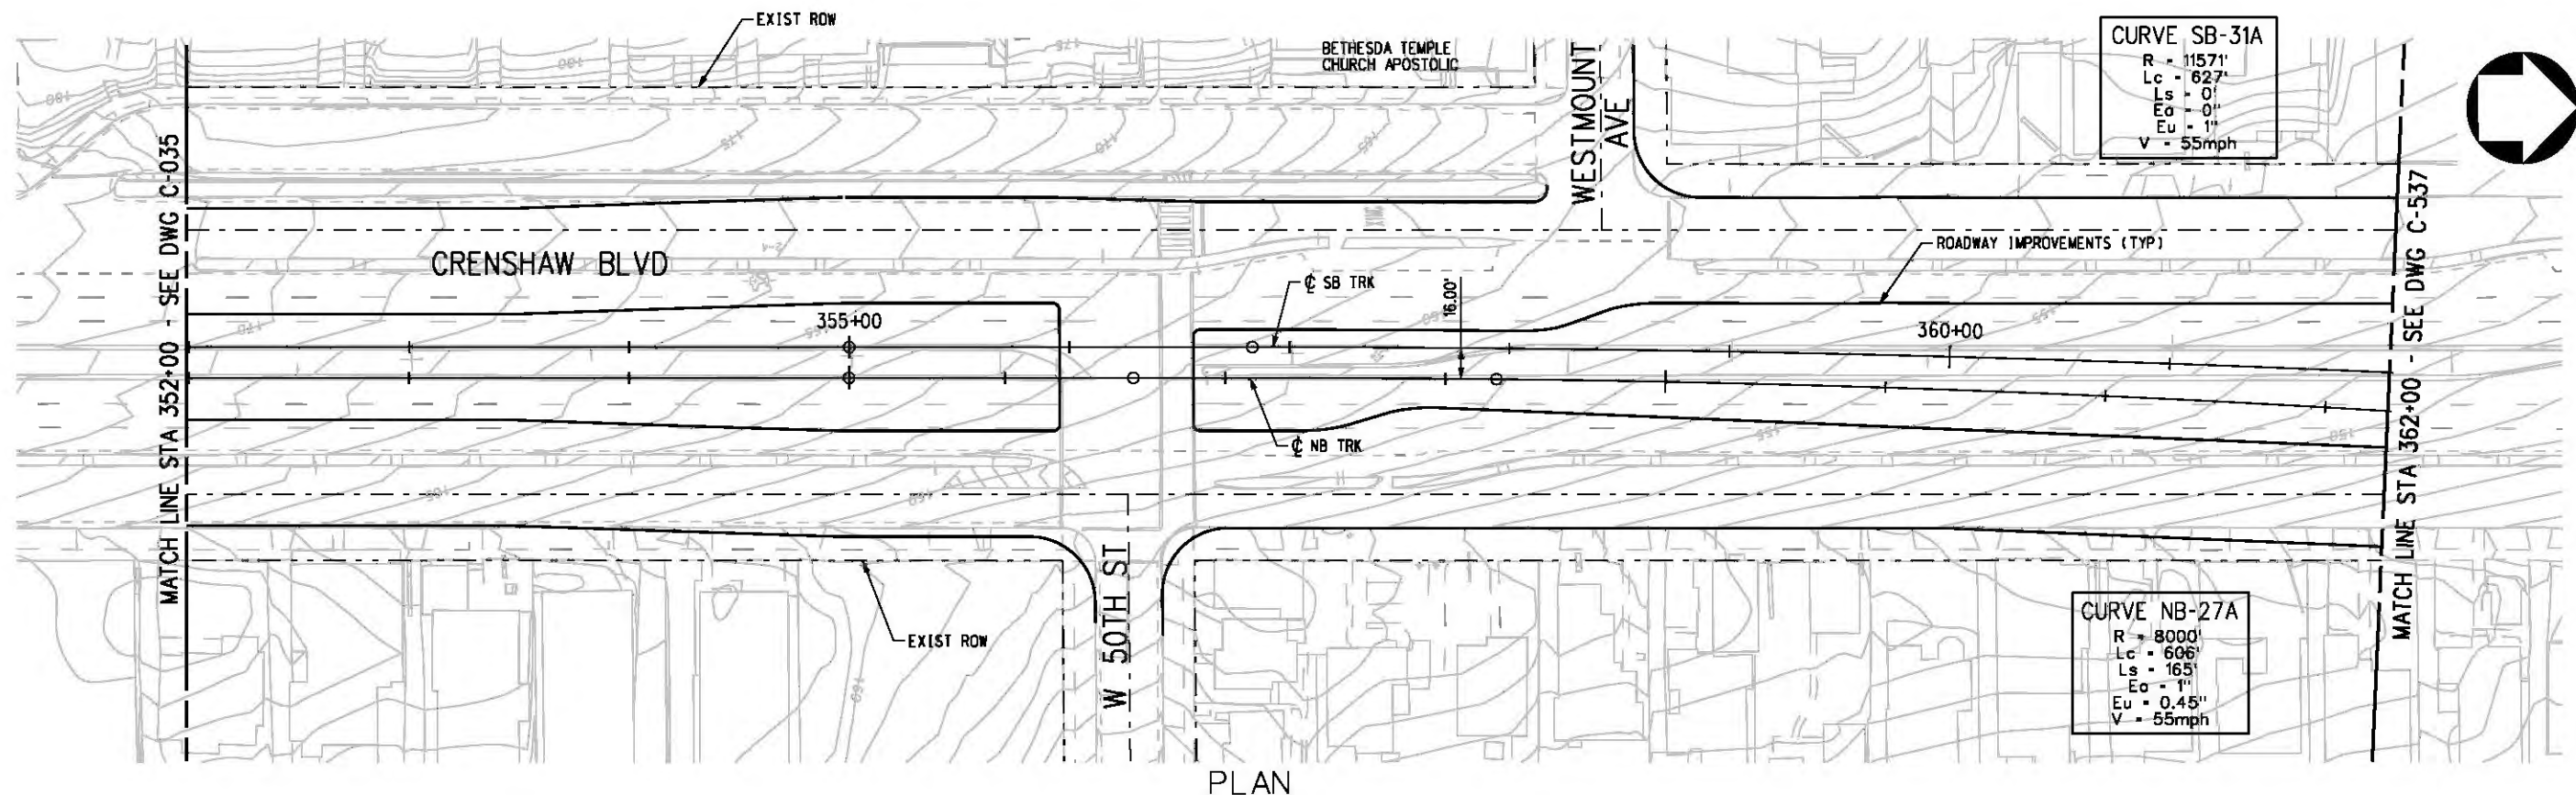 EXIST ROW
BETHESDA TEMPLE
CHURCH APOSTOLIC
WESTMOUNT
AVE
CURVE SB-31A
R = 11571'
Lc = 627'
Ls = 0'
Ea = 0"
Eu = 1"
V = 55mph
MATCH LINE STA 352+00 - SEE DWG C-035
CRENSHAW BLVD
ROADWAY IMPROVEMENTS (TYP)
℄ SB TRK
16.00'
355+00
360+00
℄ NB TRK
MATCH LINE STA 362+00 - SEE DWG C-537
EXIST ROW
W 50TH ST
CURVE NB-27A
R = 8000'
Lc = 606'
Ls = 165'
Ea = 1"
Eu = 0.45"
V = 55mph
PLAN